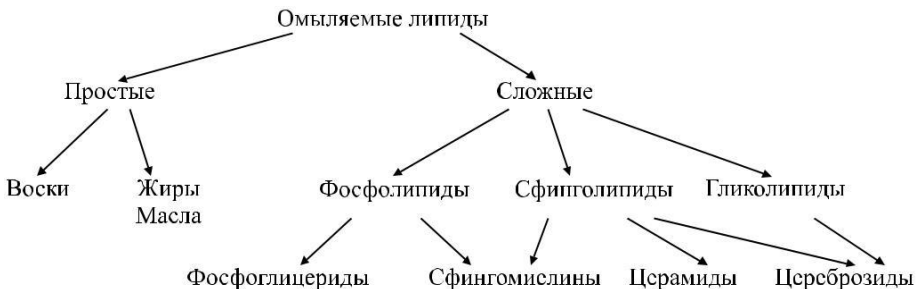 Омыляемые липиды
Простые Сложные
Воски Жиры Фосфолипиды Сфинголипиды Гликолипиды
Масла
Фосфоглицериды Сфингомиелины Церамиды Цереброзиды